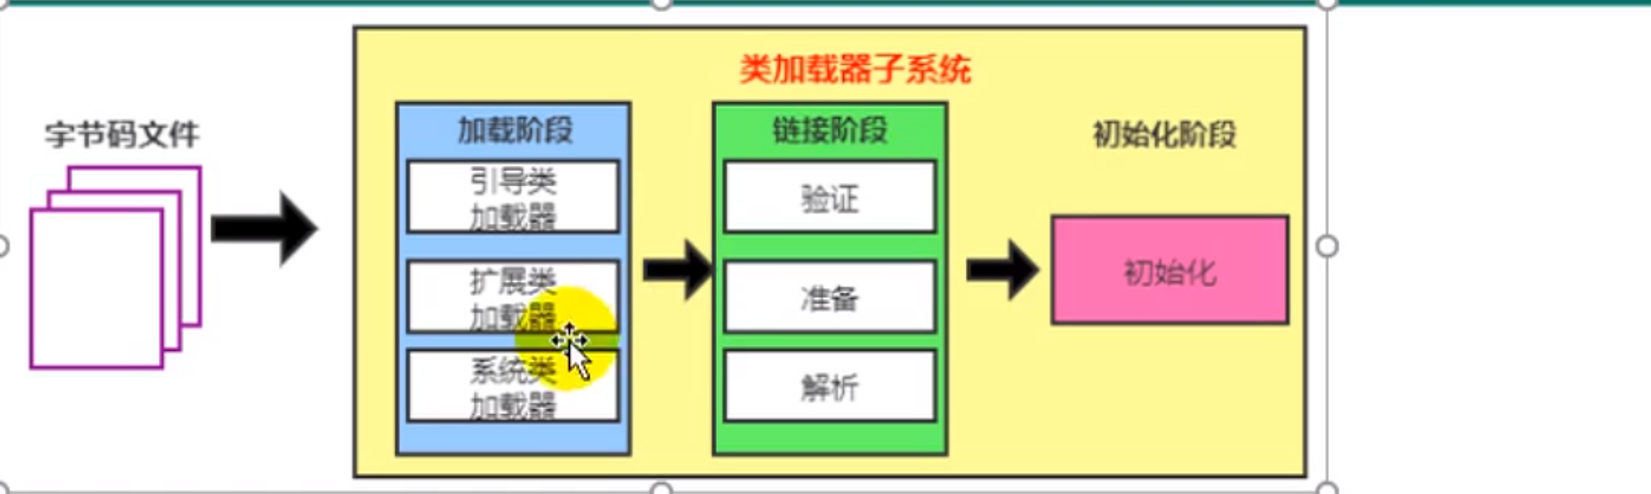 类加载器子系统
字节码文件
加载阶段
引导类
加载器
扩展类
加载器
系统类
加载器
链接阶段
验证
准备
解析
初始化阶段
初始化